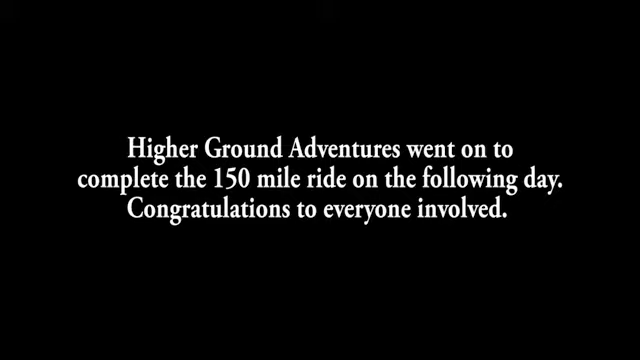 Higher Ground Adventures went on to
complete the 150 mile ride on the following day.
Congratulations to everyone involved.